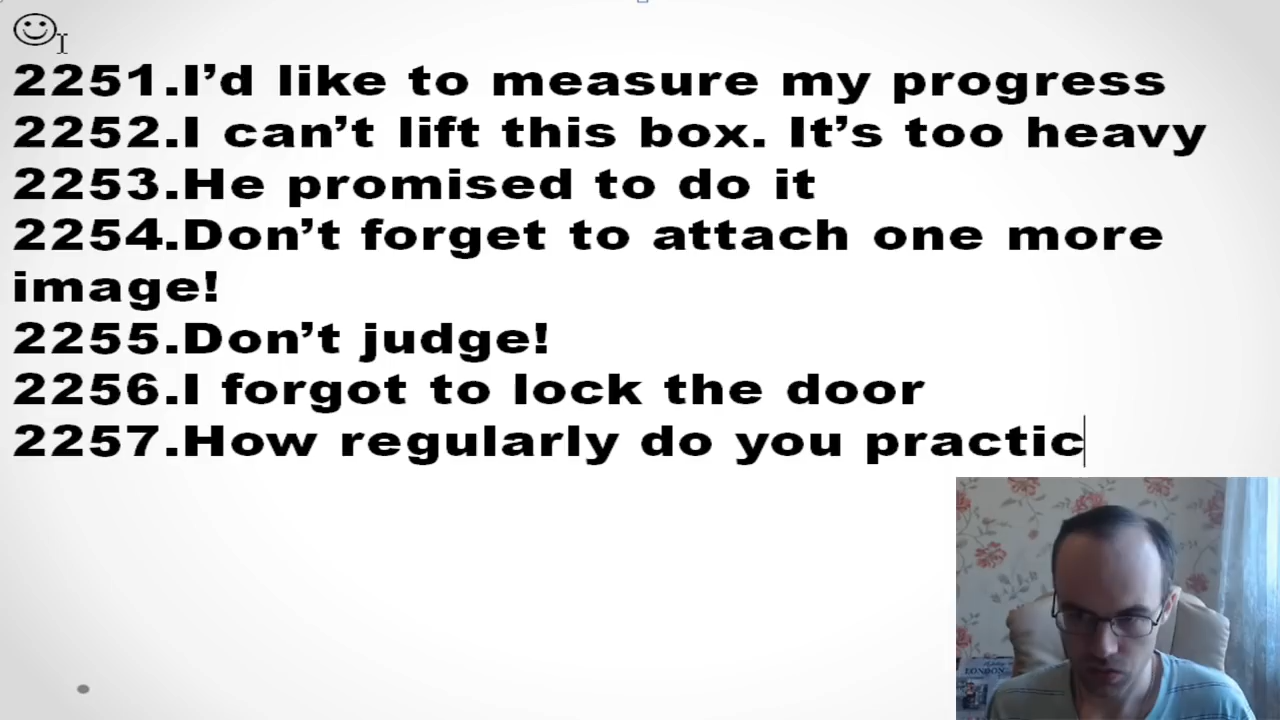 2251.I’d like to measure my progress
2252.I can’t lift this box. It’s too heavy
2253.He promised to do it
2254.Don’t forget to attach one more
image!
2255.Don’t judge!
2256.I forgot to lock the door
2257.How regularly do you practic
LONDON